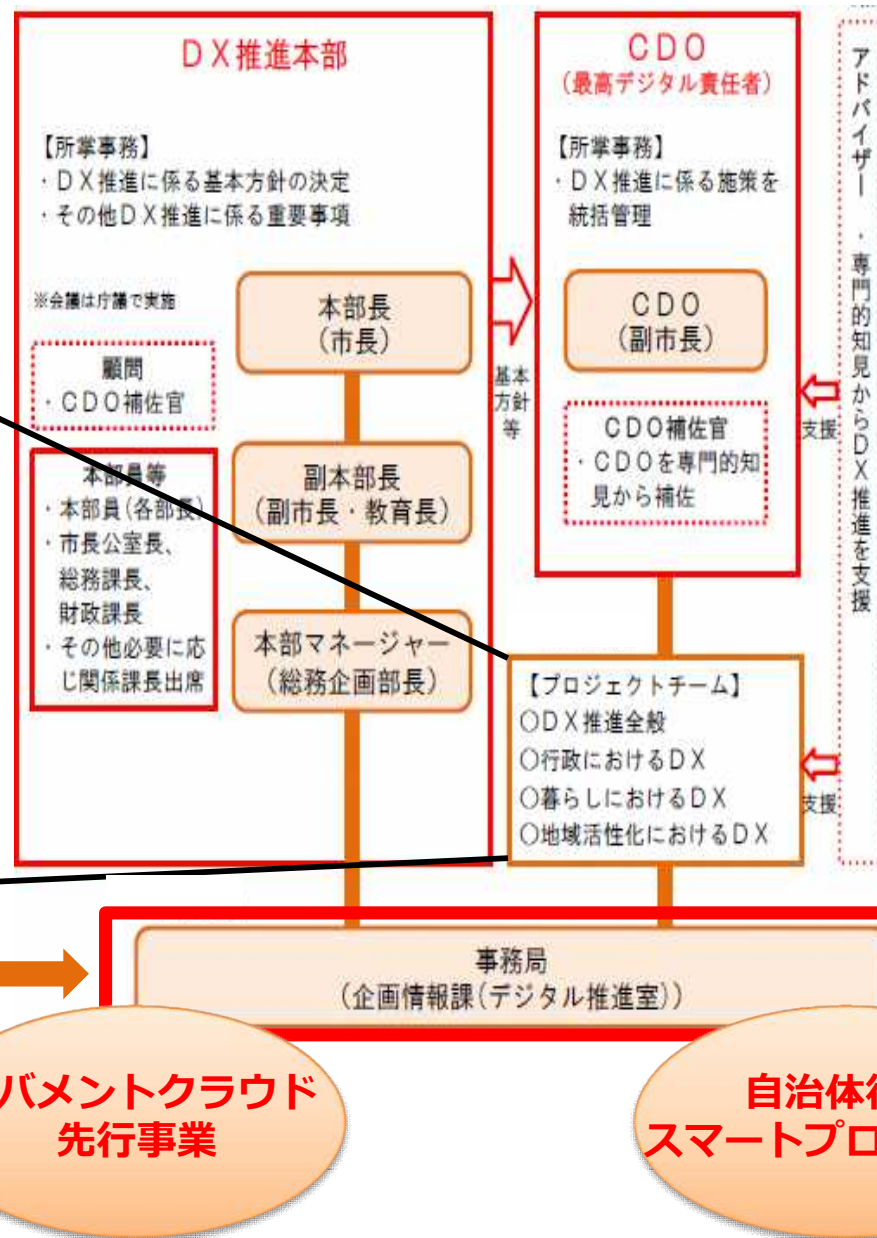 DX推進本部
【所掌事務】
・DX推進に係る基本方針の決定
・その他DX推進に係る重要事項
※会議は庁議で実施
本部長
(市長)
顧問
・CDO補佐官
副本部長
(副市長・教育長)
本部員等
・本部員(各部長)
・市長公室長、
総務課長、
財政課長
・その他必要に応
じ関係課長出席
本部マネージャー
(総務企画部長)
基本
方針
等
CDO
(最高デジタル責任者)
【所掌事務】
・DX推進に係る施策を
統括管理
CDO
(副市長)
CDO補佐官
・CDOを専門的知
見から補佐
支援
アドバイザー ・専門的知見からDX推進を支援
【プロジェクトチーム】
○DX推進全般
○行政におけるDX
○暮らしにおけるDX
○地域活性化におけるDX
支援
事務局
(企画情報課(デジタル推進室))
バメントクラウド
先行事業
自治体
スマートプロ